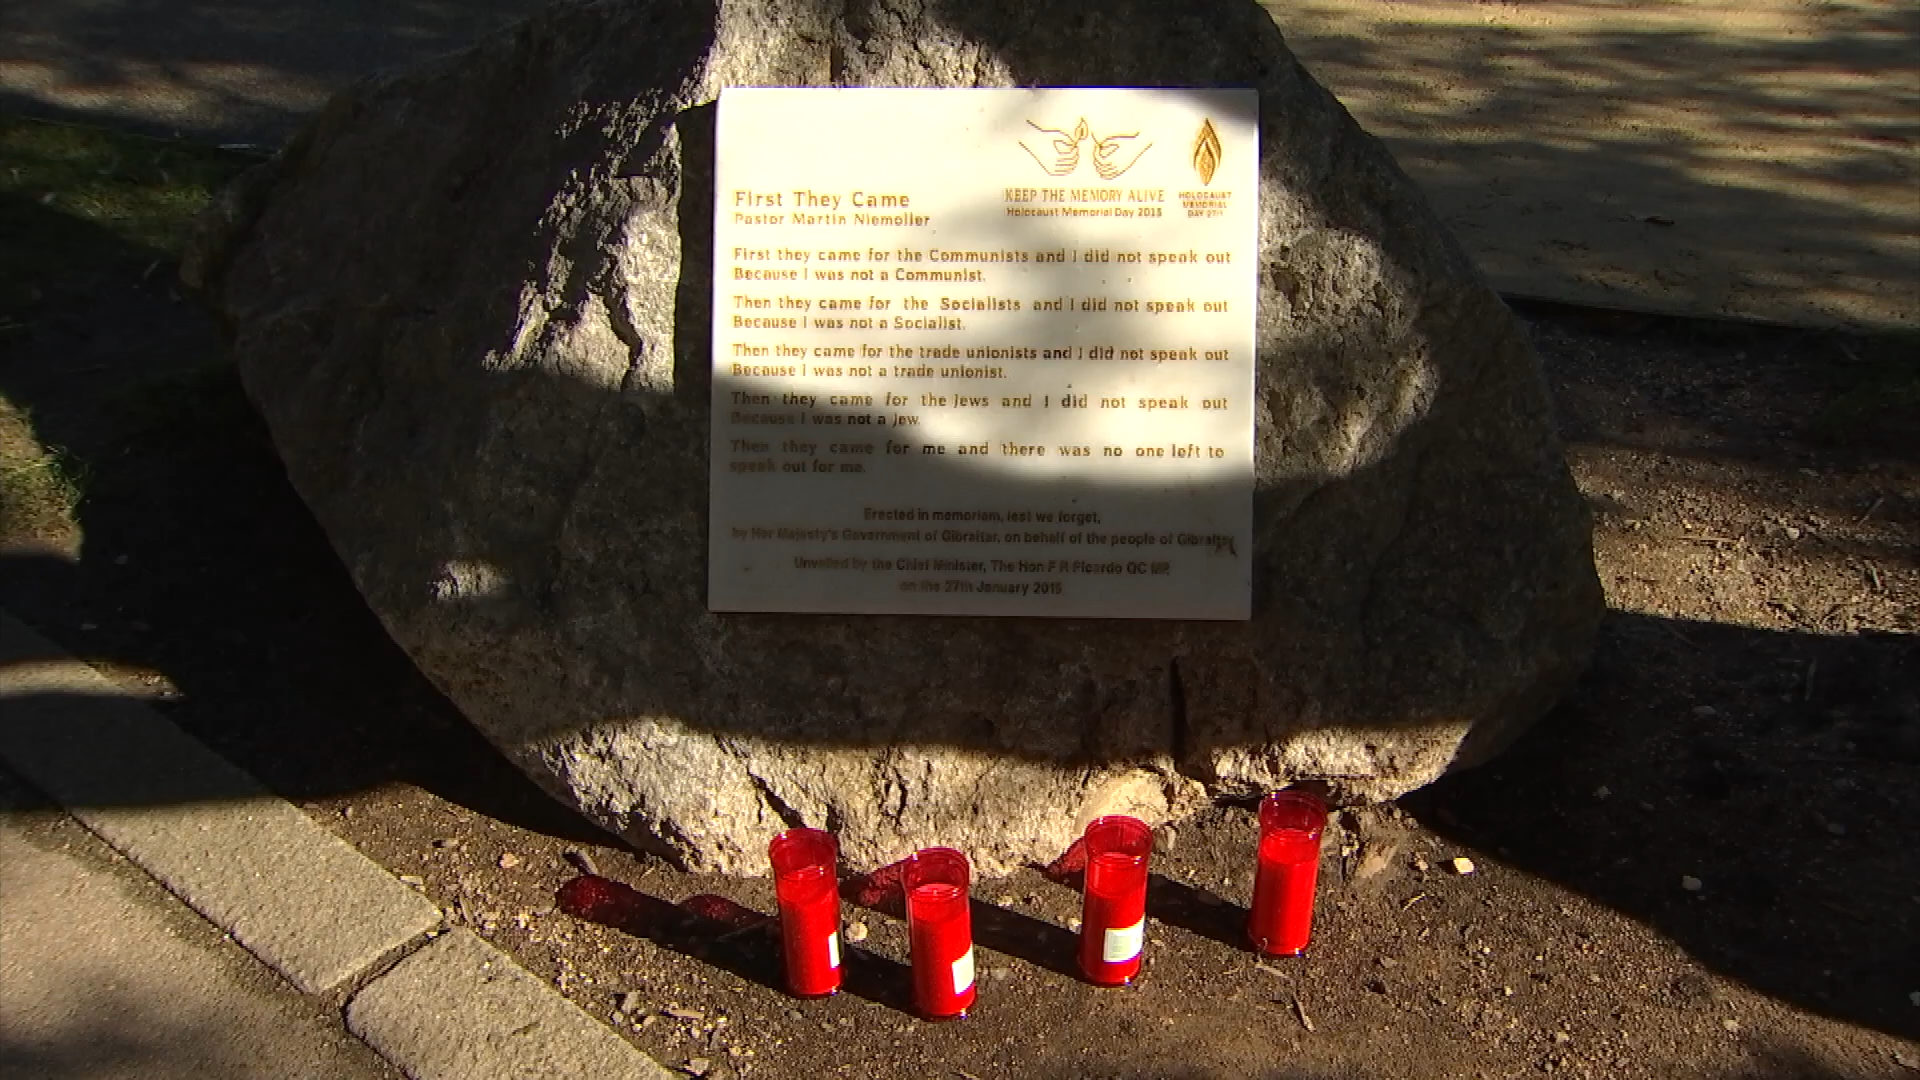 First They Came
Pastor Martin Niemoller
KEEP THE MEMORY ALIVE
Holocaust Memorial Day 2015
HOLOCAUST
MEMORIAL
DAY 27/1
First they came for the Communists and I did not speak out
Because I was not a Communist.
Then they came for the Socialists and I did not speak out
Because I was not a Socialist.
Then they came for the trade unionists and I did not speak out
Because I was not a trade unionist.
Then they came for the Jews and I did not speak out
Because I was not a Jew.
Then they came for me and there was no one left to
speak out for me.
Erected in memoriam, lest we forget,
by Her Majesty's Government of Gibraltar, on behalf of the people of Gibraltar
Unveiled by the Chief Minister, The Hon F R Picardo QC MP
on the 27th January 2015